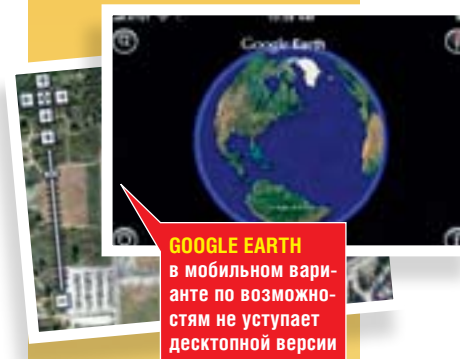 Google Earth
GOOGLE EARTH
в мобильном вари-
анте по возможно-
стям не уступает
десктопной версии